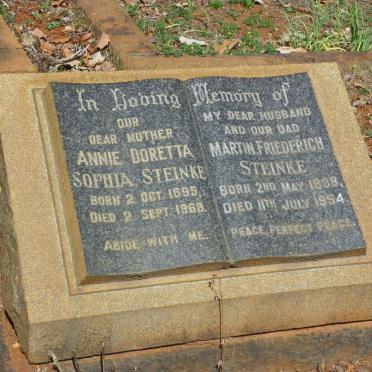 In Loving Memory of
OUR
DEAR MOTHER
ANNIE DORETTA
SOPHIA STEINKE
BORN 2 OCT. 1895.
DIED 2 SEPT. 1968.
ABIDE WITH ME.
MY DEAR HUSBAND
AND OUR DAD
MARTIN FRIEDERICH
STEINKE
BORN 2ND MAY 1888.
DIED 11TH JULY 1954.
PEACE, PERFECT PEACE.